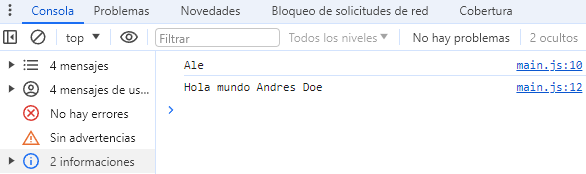 Consola Problemas Novedades Bloqueo de solicitudes de red Cobertura
top Filtrar Todos los niveles No hay problemas 2 ocultos
4 mensajes
4 mensajes de us...
No hay errores
Sin advertencias
2 informaciones
Ale main.js:10
Hola mundo Andres Doe main.js:12